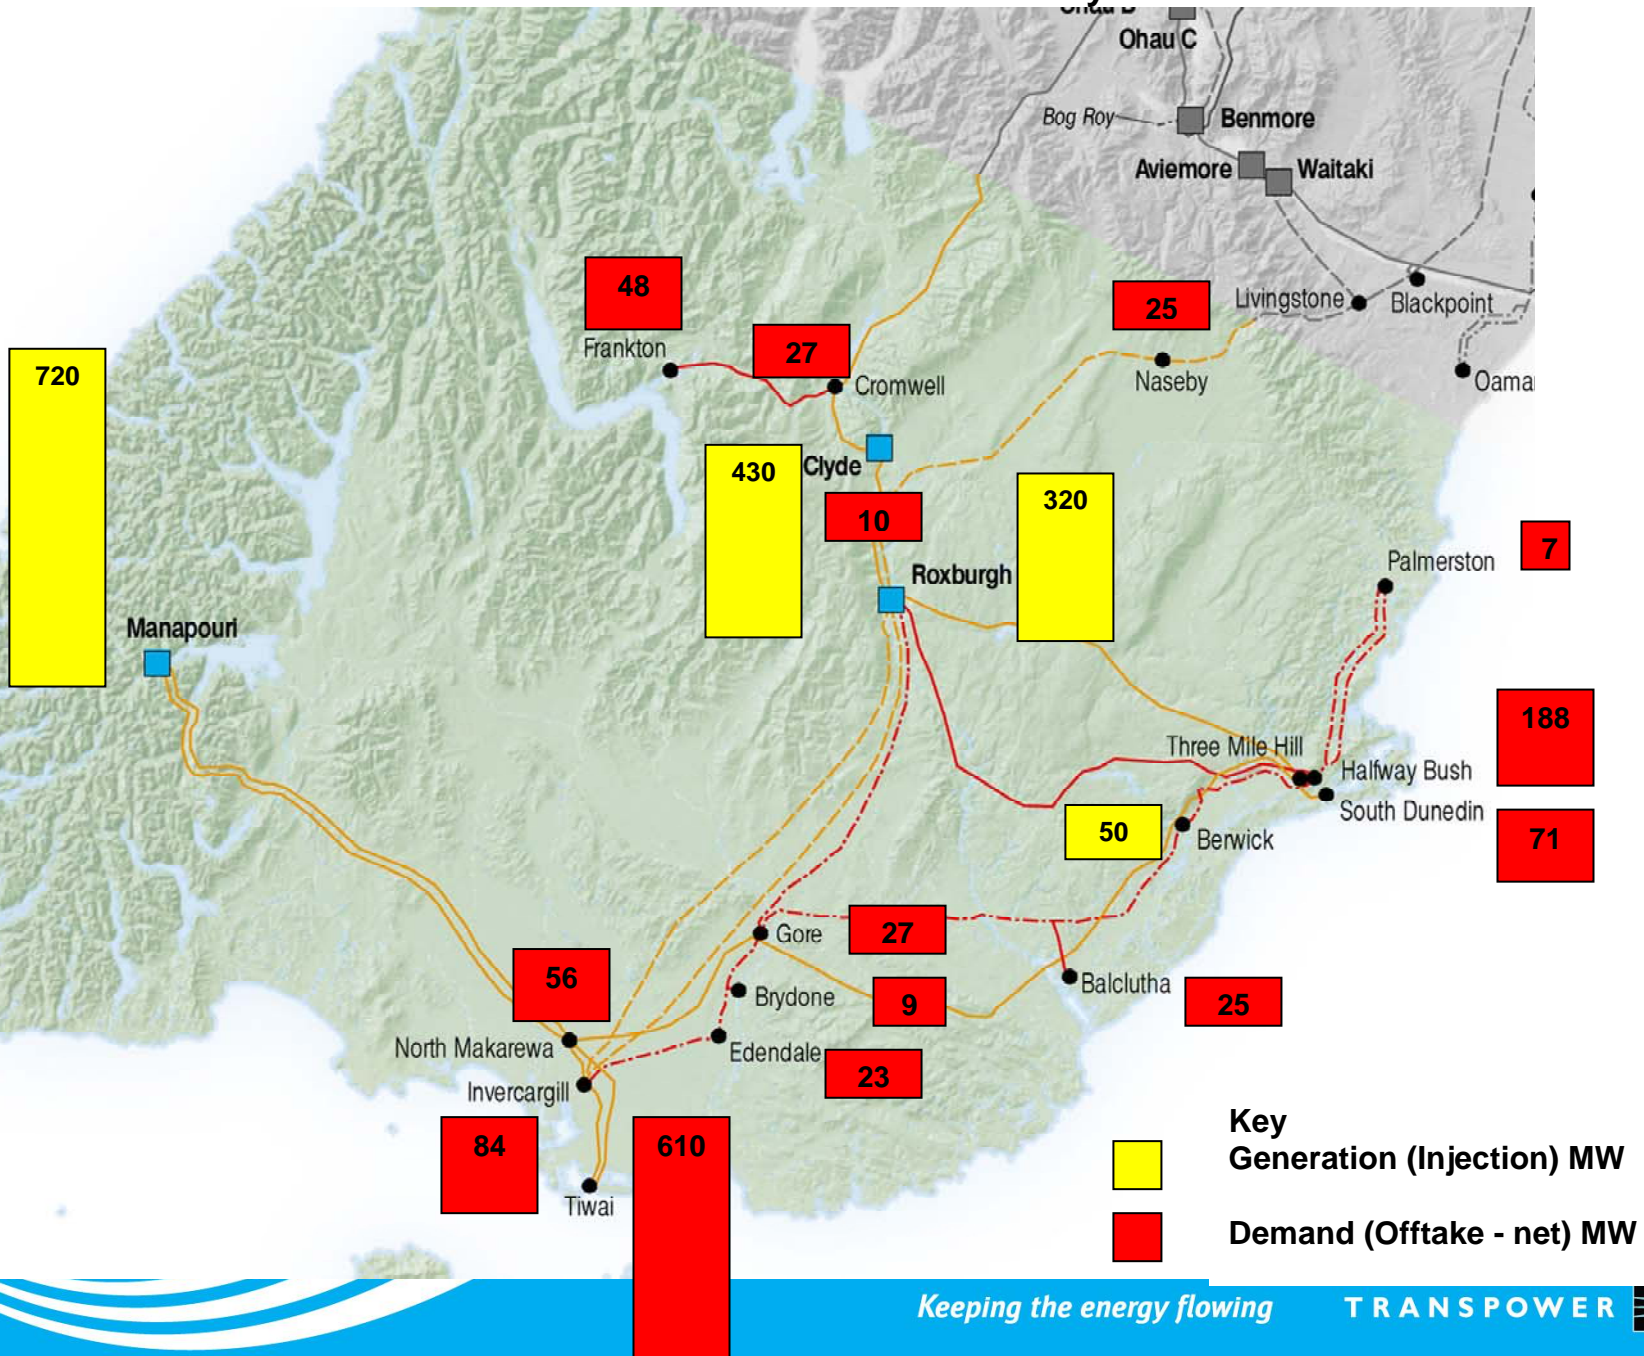 Ohau C
Bog Roy
Benmore
Aviemore
Waitaki
48
25
Livingstone
Blackpoint
27
Frankton
720
Cromwell
Naseby
Oamar
430
Clyde
320
10
7
Palmerston
Roxburgh
Manapouri
188
Three Mile Hill
Halfway Bush
South Dunedin
50
71
Berwick
Gore
27
56
Balclutha
Brydone
9
25
North Makarewa
Edendale
23
Invercargill
Key
84
610
Generation (Injection) MW
Tiwai
Demand (Offtake - net) MW
Keeping the energy flowing
TRANSPOWER